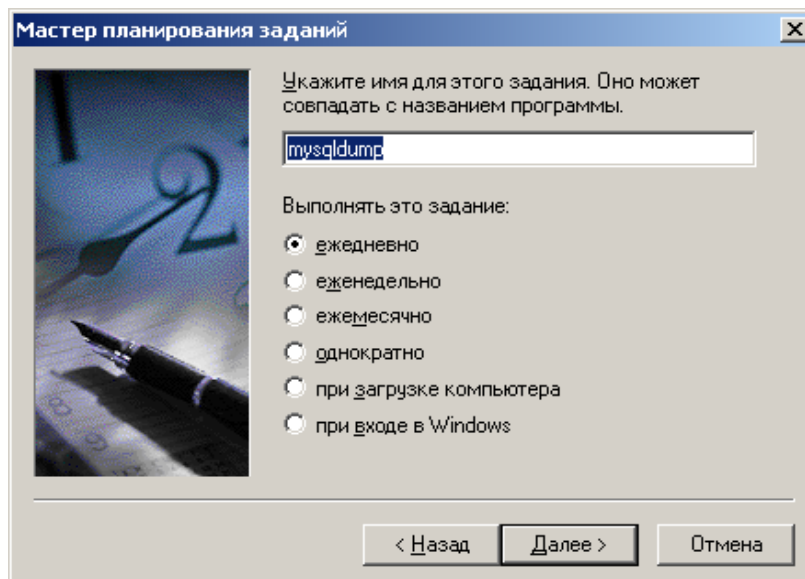 Мастер планирования заданий
Укажите имя для этого задания. Оно может
совпадать с названием программы.
mysqldump
Выполнять это задание:
ежедневно
еженедельно
ежемесячно
однократно
при загрузке компьютера
при входе в Windows
< Назад
Далее >
Отмена